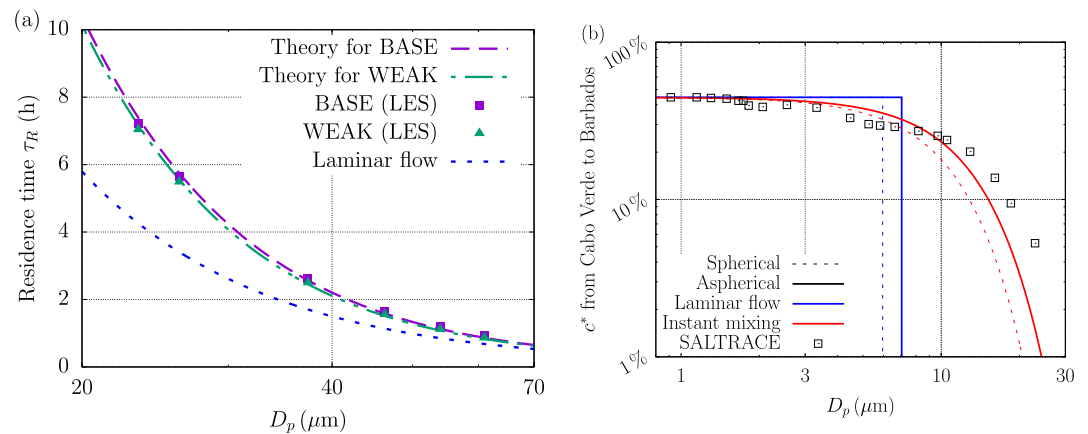 (a)
10
8
6
4
2
0
Residence time τR (h)
Theory for BASE
Theory for WEAK
BASE (LES)
WEAK (LES)
Laminar flow
20
40
70
Dp (μm)
(b)
100%
10%
1%
c* from Cabo Verde to Barbados
Spherical
Aspherical
Laminar flow
Instant mixing
SALTRACE
1
3
10
30
Dp (μm)